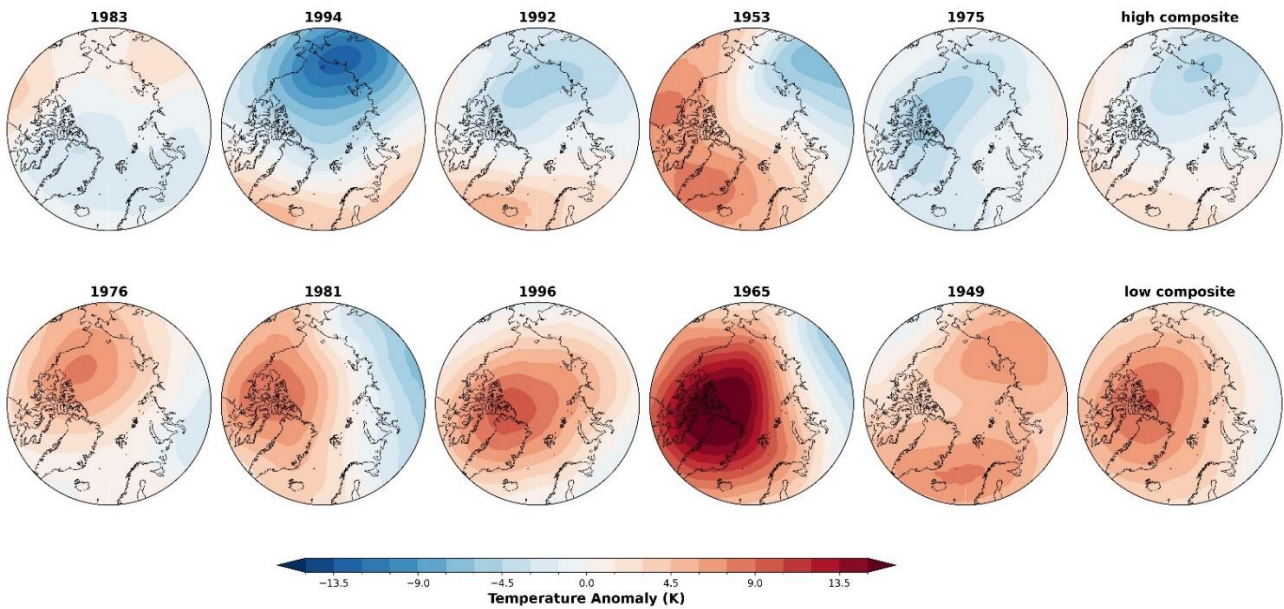 1983 1994 1992 1953 1975 high composite
1976 1981 1996 1965 1949 low composite
−13.5 −9.0 −4.5 0.0 4.5 9.0 13.5
Temperature Anomaly (K)